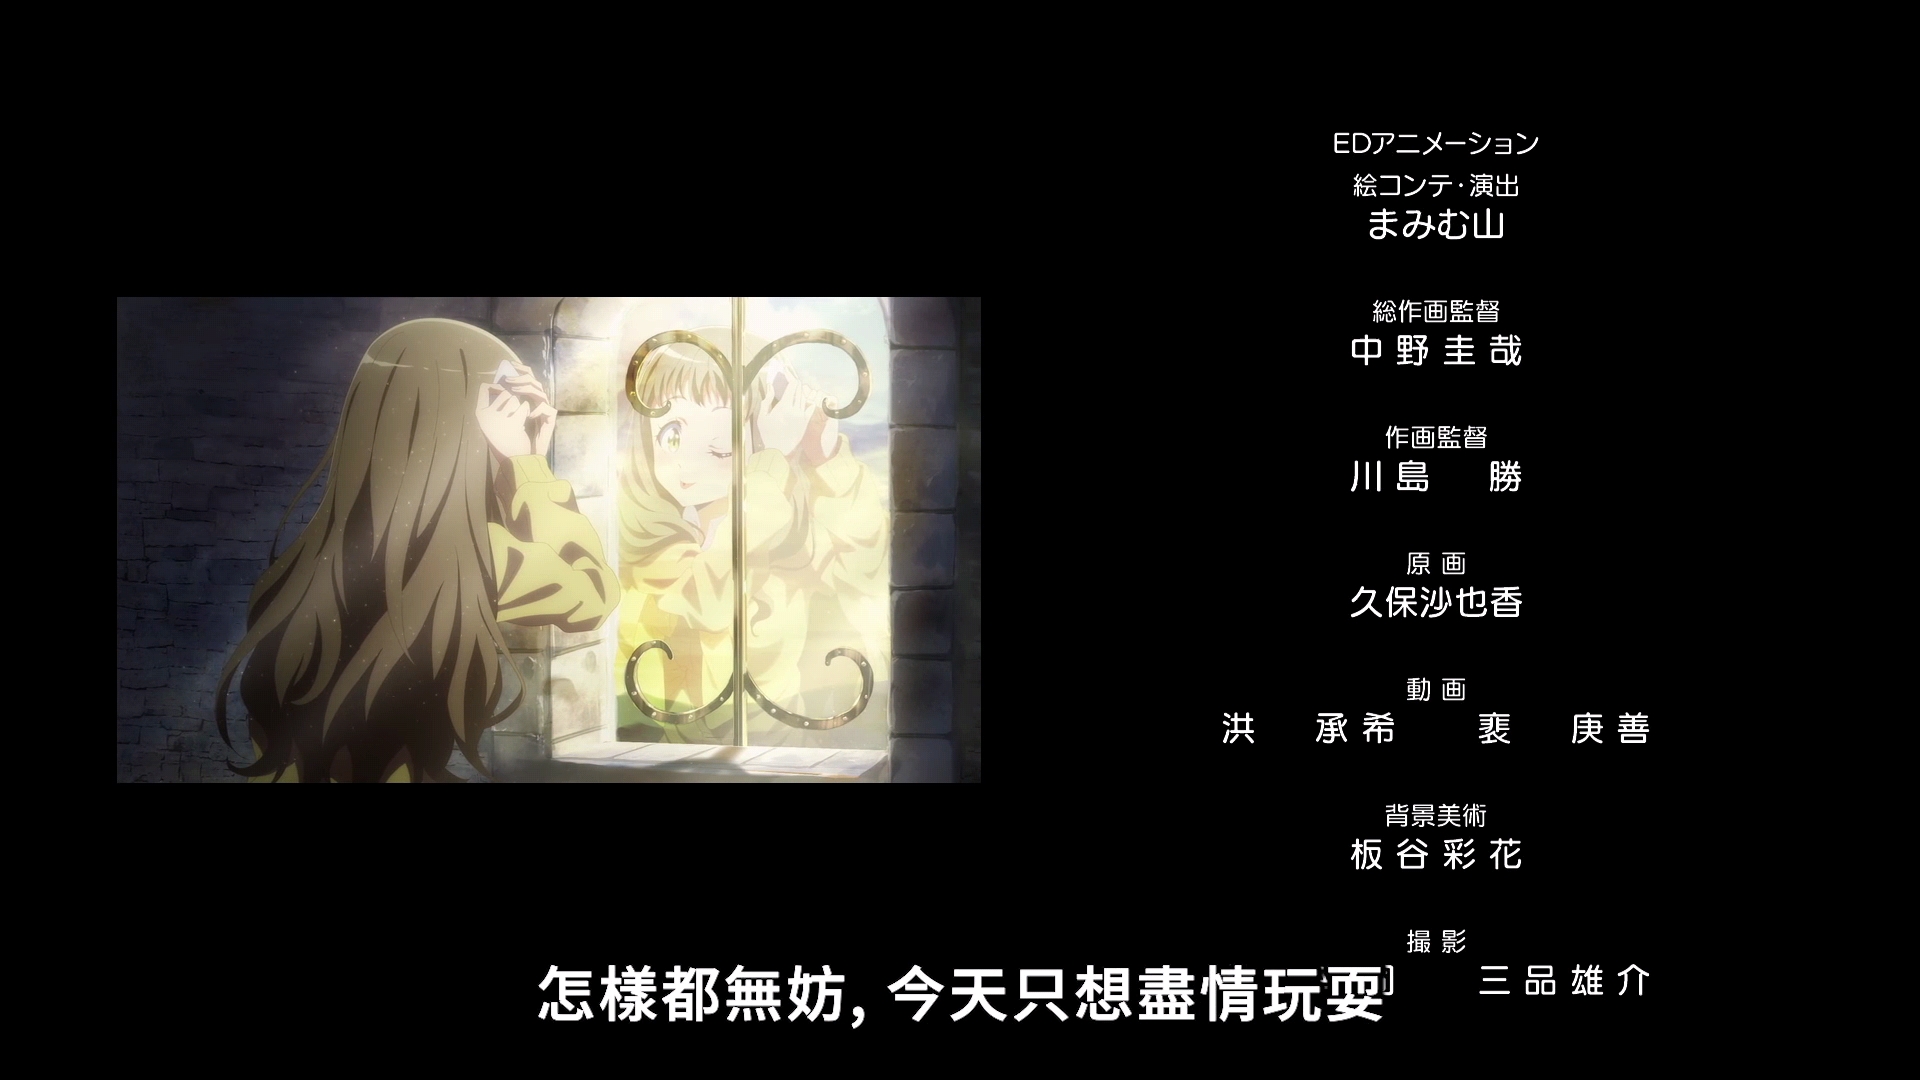 EDアニメーション
絵コンテ・演出
まみむ山
総作画監督
中野圭哉
作画監督
川島 勝
原画
久保沙也香
動画
洪 承希 裵 庚善
背景美術
板谷彩花
撮影
三品雄介
怎樣都無妨, 今天只想盡情玩耍